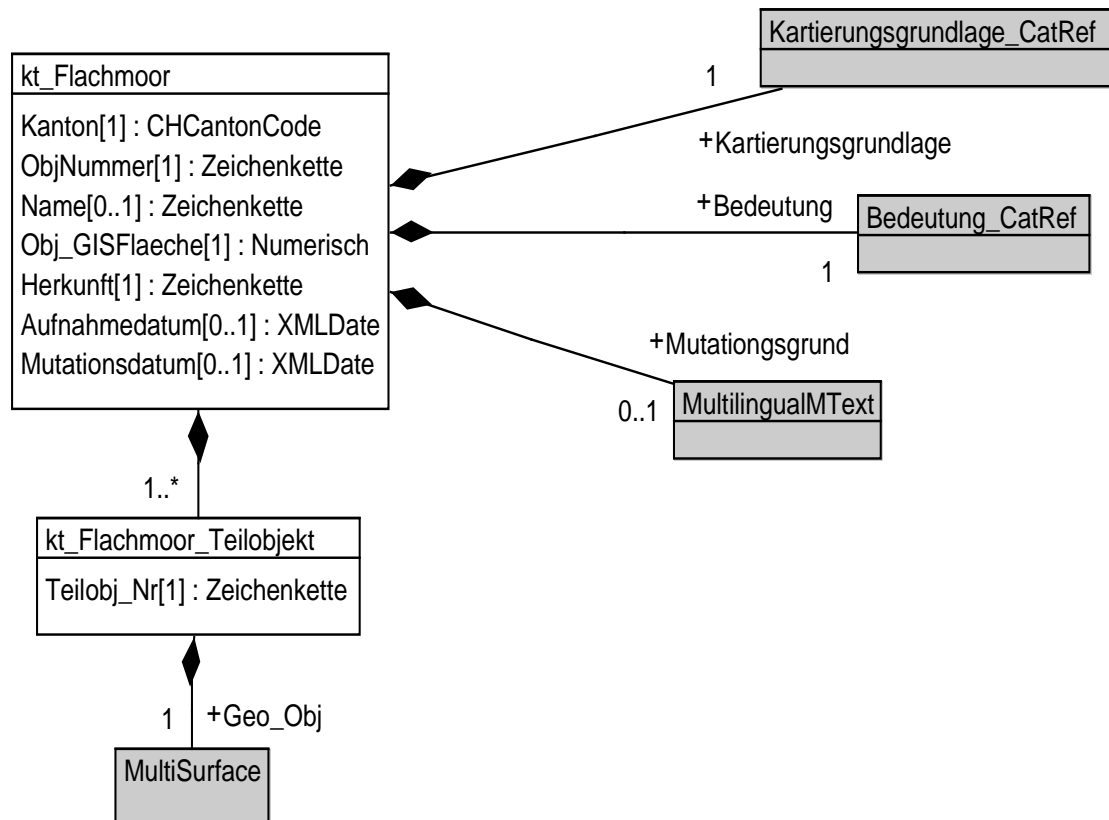 Kartierungsgrundlage_CatRef
1
+Kartierungsgrundlage
kt_Flachmoor
Kanton[1] : CHCantonCode
ObjNummer[1] : Zeichenkette
Name[0..1] : Zeichenkette
Obj_GISFlaeche[1] : Numerisch
Herkunft[1] : Zeichenkette
Aufnahmedatum[0..1] : XMLDate
Mutationsdatum[0..1] : XMLDate
+Bedeutung
Bedeutung_CatRef
1
+Mutationgsgrund
0..1
MultilingualMText
1..*
kt_Flachmoor_Teilobjekt
Teilobj_Nr[1] : Zeichenkette
1
+Geo_Obj
MultiSurface